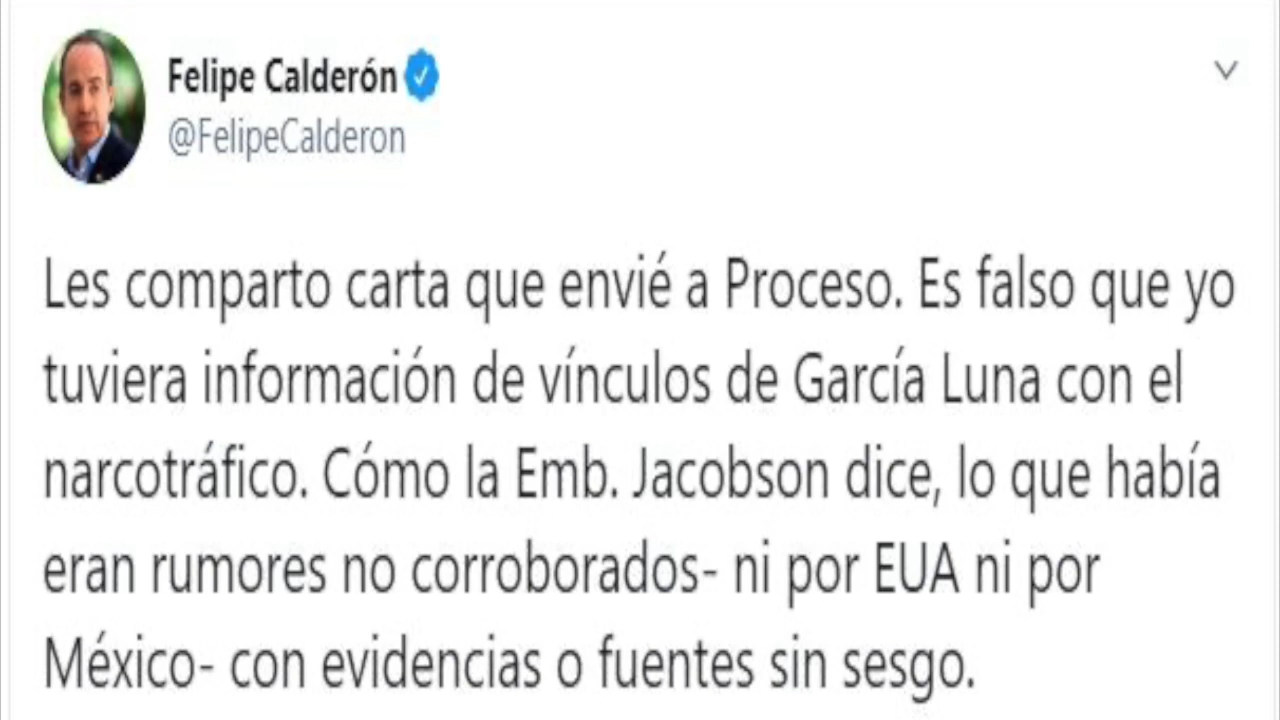 Felipe Calderón
@FelipeCalderon
Les comparto carta que envié a Proceso. Es falso que yo
tuviera información de vínculos de García Luna con el
narcotráfico. Cómo la Emb. Jacobson dice, lo que había
eran rumores no corroborados- ni por EUA ni por
México- con evidencias o fuentes sin sesgo.